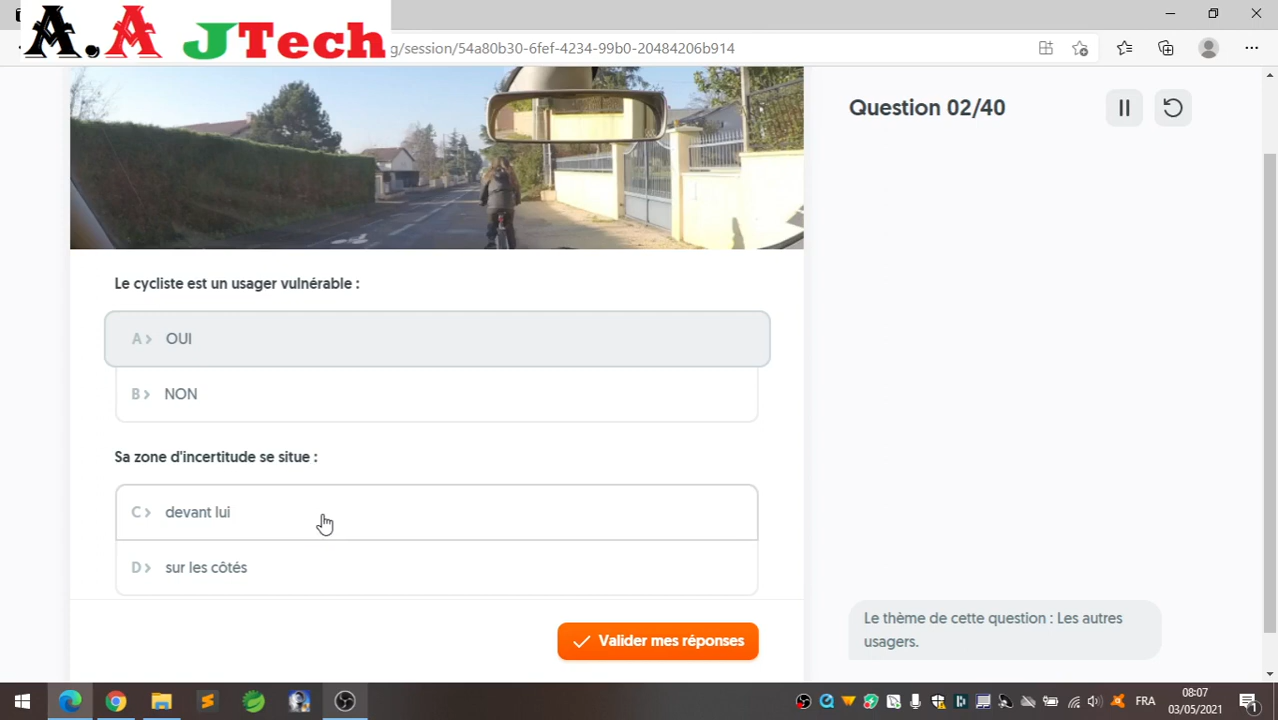 A.A JTech
g/session/54a80b30-6fef-4234-99b0-20484206b914
Question 02/40
Le cycliste est un usager vulnérable :
A > OUI
B > NON
Sa zone d'incertitude se situe :
C > devant lui
D > sur les côtés
Valider mes réponses
Le thème de cette question : Les autres
usagers.
FRA
08:07
03/05/2021
1